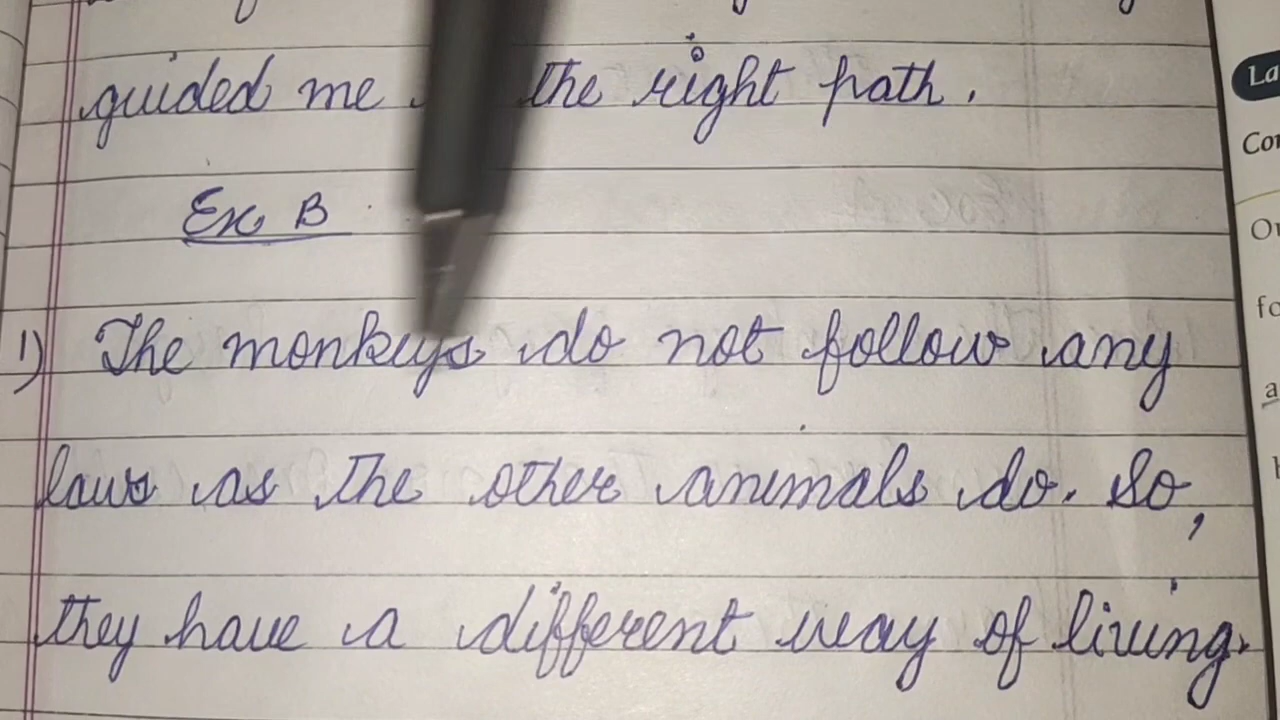 guided me the right path.
Ex B
1) The monkeys do not follow any
laws as the other animals do. So,
they have a different way of living.
La